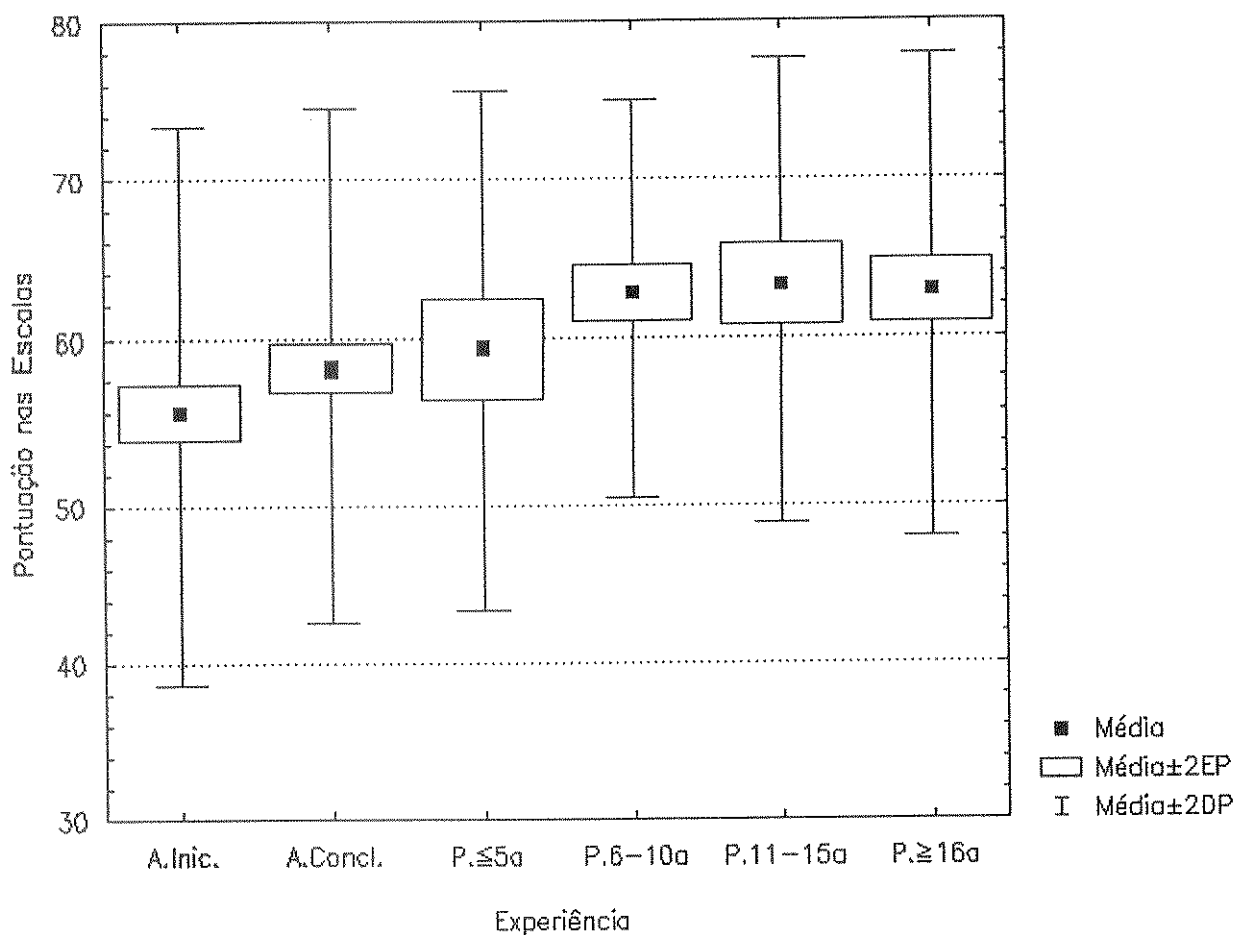 80
70
60
50
40
30
Pontuação nas Escalas
A.Inic.
A.Concl.
P.≦5a
P.6-10a
P.11-15a
P.≧16a
Experiência
Média
Média±2EP
Média±2DP